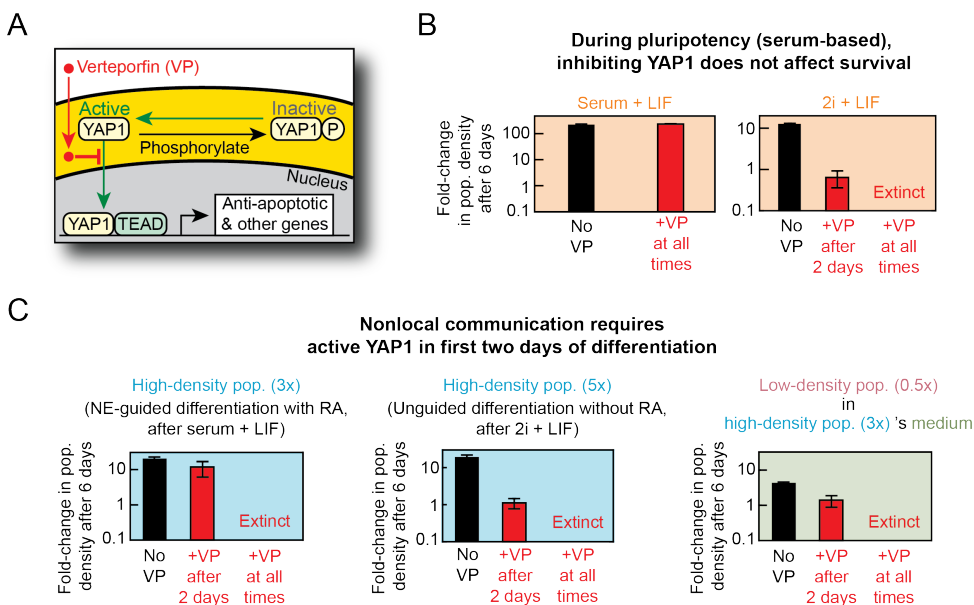 A
Verteporfin (VP)
Active
Inactive
YAP1
YAP1 P
Phosphorylate
Nucleus
YAP1 TEAD
Anti-apoptotic
& other genes
B
During pluripotency (serum-based),
inhibiting YAP1 does not affect survival
Serum + LIF
Fold-change
in pop. density
after 6 days
100
10
1
0.1
No
VP
+VP
at all
times
2i + LIF
10
1
0.1
Extinct
No
VP
+VP
after
2 days
+VP
at all
times
C
Nonlocal communication requires
active YAP1 in first two days of differentiation
High-density pop. (3x)
(NE-guided differentiation with RA,
after serum + LIF)
Fold-change in pop.
density after 6 days
10
1
0.1
Extinct
No
VP
+VP
after
2 days
+VP
at all
times
High-density pop. (5x)
(Unguided differentiation without RA,
after 2i + LIF)
Fold-change in pop.
density after 6 days
10
1
0.1
Extinct
No
VP
+VP
after
2 days
+VP
at all
times
Low-density pop. (0.5x)
in
high-density pop. (3x) 's medium
Fold-change in pop.
density after 6 days
10
1
0.1
Extinct
No
VP
+VP
after
2 days
+VP
at all
times